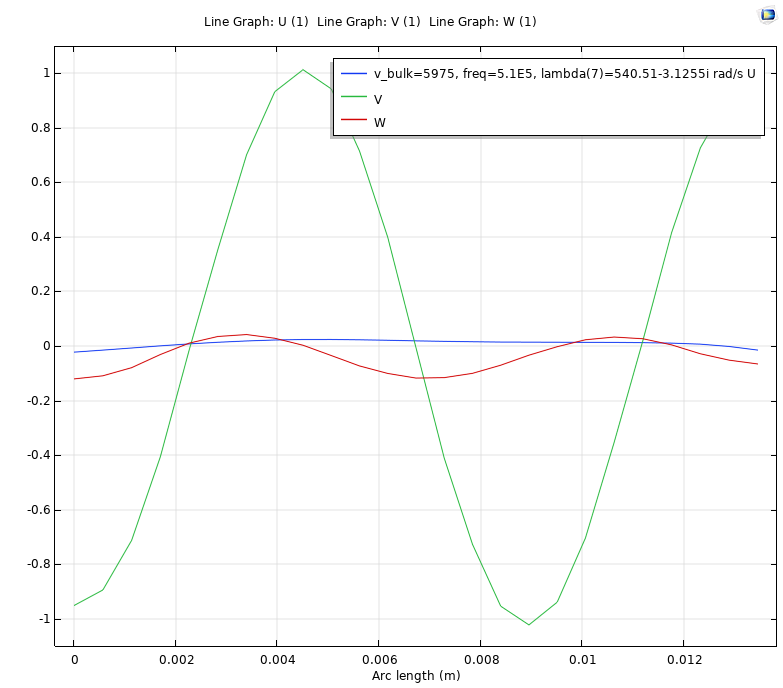 Line Graph: U (1)  Line Graph: V (1)  Line Graph: W (1)
v_bulk=5975, freq=5.1E5, lambda(7)=540.51-3.1255i rad/s U
V
W
1
0.8
0.6
0.4
0.2
0
-0.2
-0.4
-0.6
-0.8
-1
0 0.002 0.004 0.006 0.008 0.01 0.012
Arc length (m)